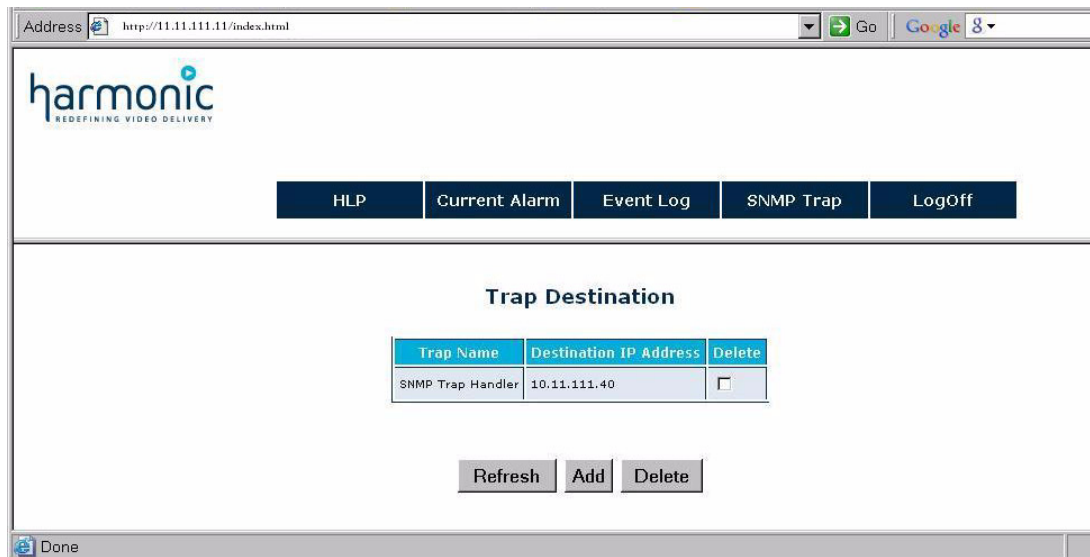 Address http://11.11.111.11/index.html Go Google 8
harmonic
REDEFINING VIDEO DELIVERY
HLP Current Alarm Event Log SNMP Trap LogOff
Trap Destination
Trap Name Destination IP Address Delete
SNMP Trap Handler 10.11.111.40
Refresh Add Delete
Done